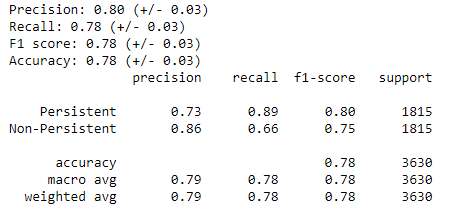 Precision: 0.80 (+/- 0.03)
Recall: 0.78 (+/- 0.03)
F1 score: 0.78 (+/- 0.03)
Accuracy: 0.78 (+/- 0.03)
precision recall f1-score support
Persistent 0.73 0.89 0.80 1815
Non-Persistent 0.86 0.66 0.75 1815
accuracy 0.78 3630
macro avg 0.79 0.78 0.78 3630
weighted avg 0.79 0.78 0.78 3630